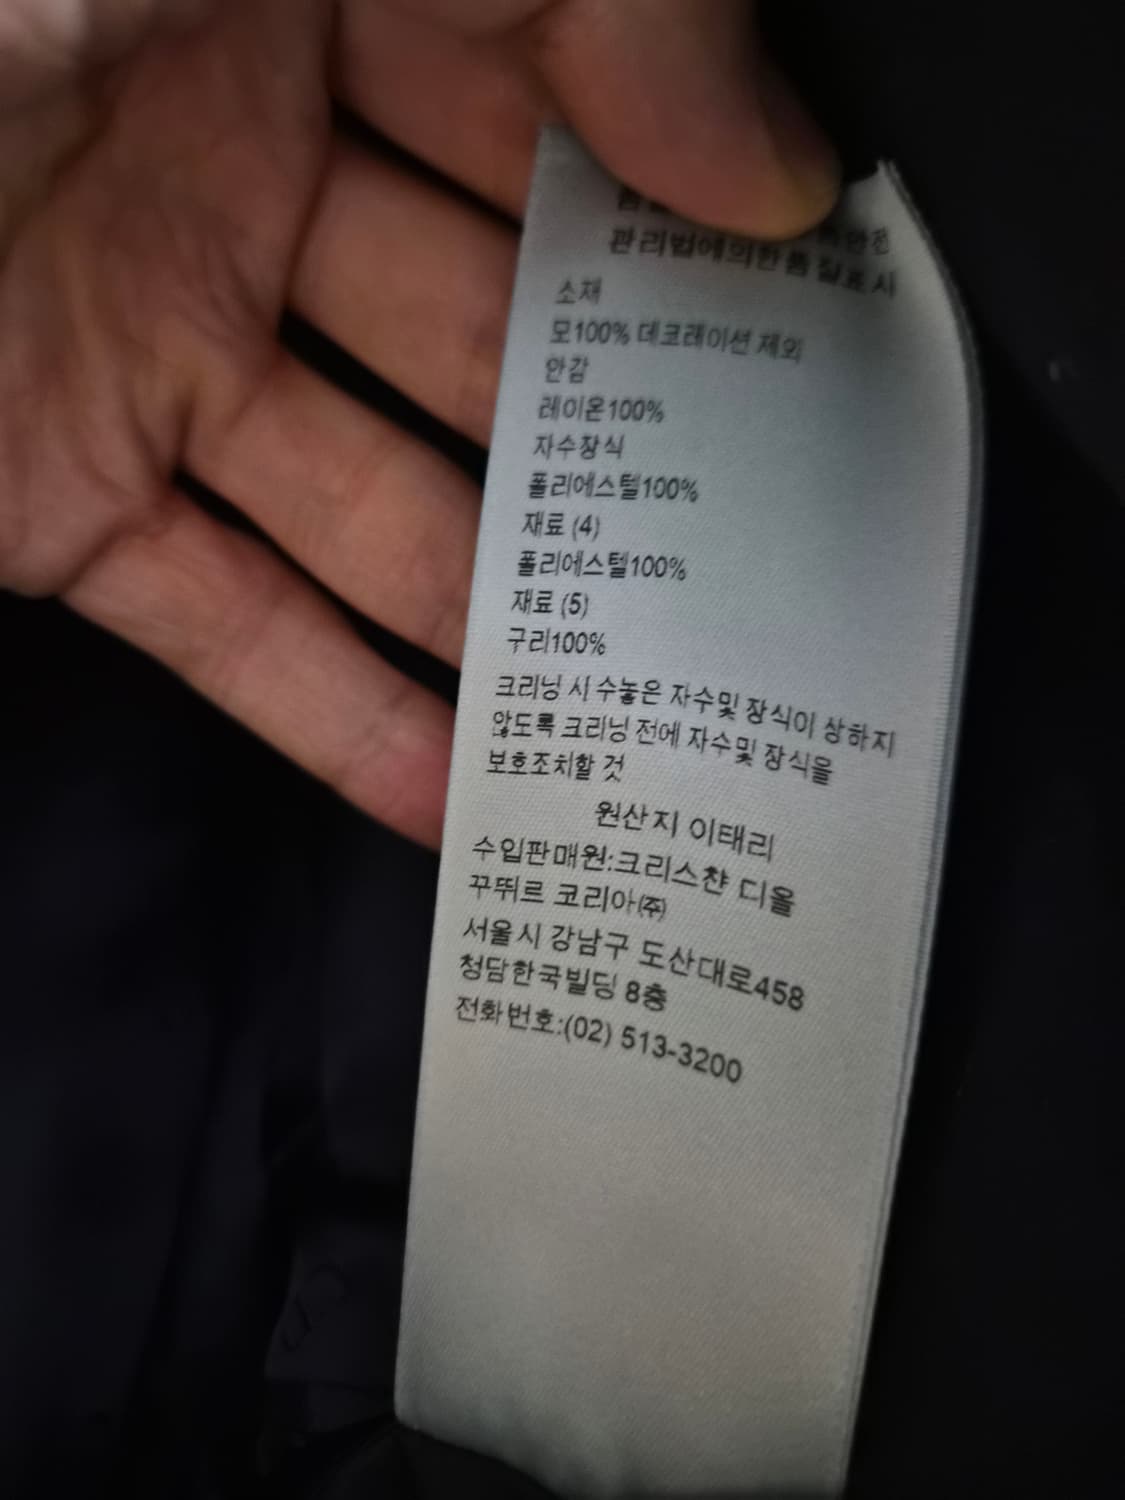 관리법에의한품질표시
소재
모100% 데코레이션 제외
안감
레이온100%
자수장식
폴리에스텔100%
재료 (4)
폴리에스텔100%
재료 (5)
구리100%
크리닝 시 수놓은 자수및 장식이 상하지
않도록 크리닝 전에 자수및 장식을
보호조치할 것
원산지 이태리
수입판매원:크리스챤 디올
꾸뛰르 코리아㈜
서울시 강남구 도산대로458
청담한국빌딩 8층
전화번호:(02) 513-3200